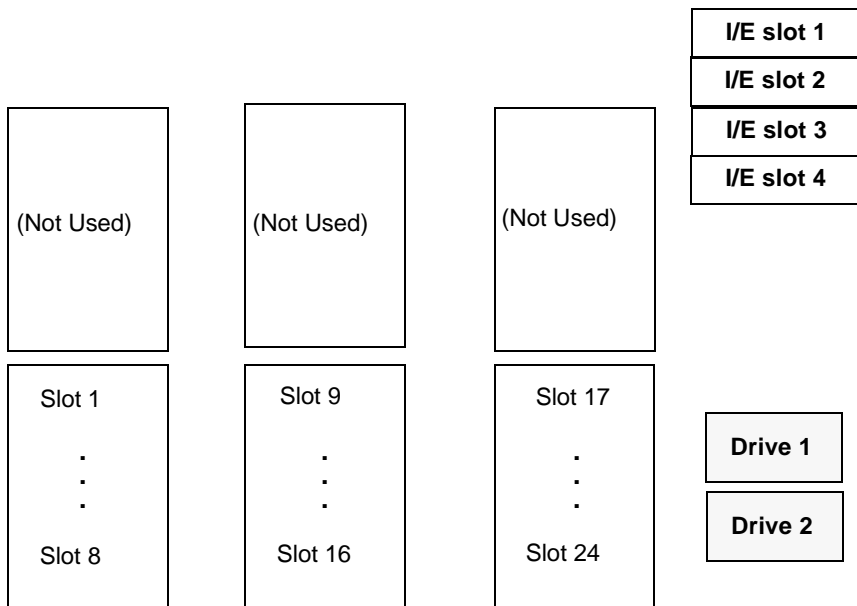 I/E slot 1
I/E slot 2
I/E slot 3
I/E slot 4
(Not Used)
(Not Used)
(Not Used)
Slot 1
.
.
.
Slot 8
Slot 9
.
.
.
Slot 16
Slot 17
.
.
.
Slot 24
Drive 1
Drive 2